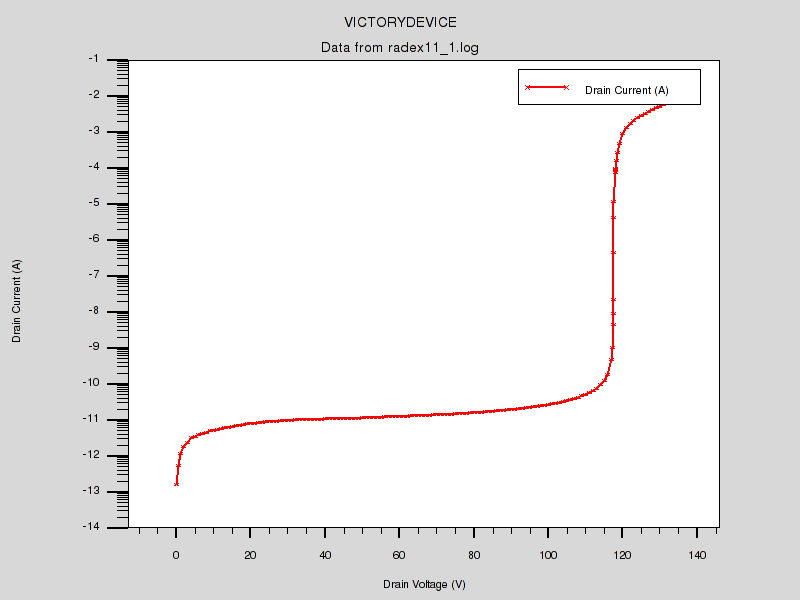 VICTORYDEVICE
Data from radex11_1.log
Drain Current (A)
-1
-2
-3
-4
-5
-6
-7
-8
-9
-10
-11
-12
-13
-14
Drain Current (A)
0 20 40 60 80 100 120 140
Drain Voltage (V)